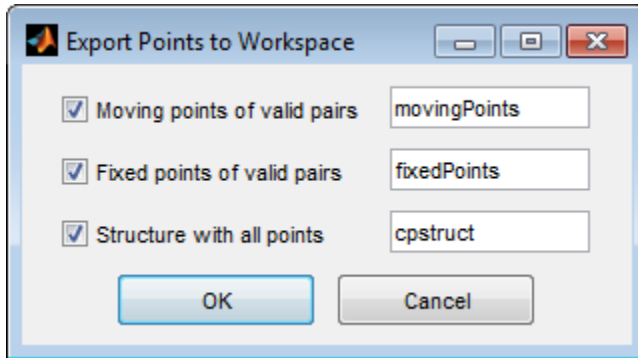 Export Points to Workspace
Moving points of valid pairs movingPoints
Fixed points of valid pairs fixedPoints
Structure with all points cpstruct
OK Cancel